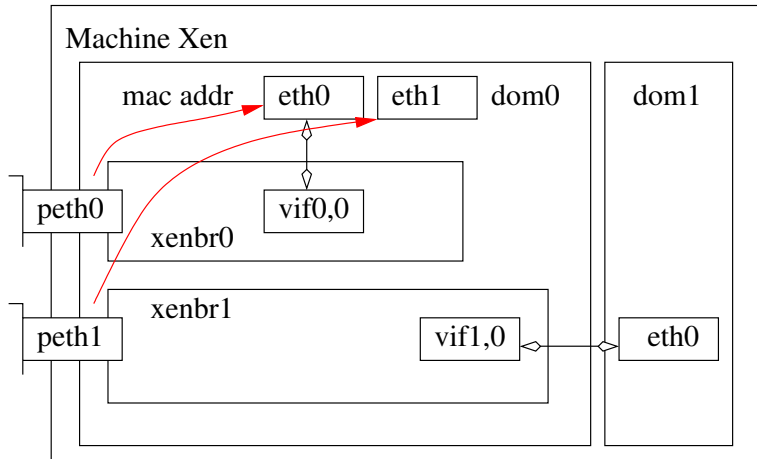 Machine Xen
mac addr
eth0
eth1
dom0
dom1
peth0
vif0,0
xenbr0
xenbr1
peth1
vif1,0
eth0